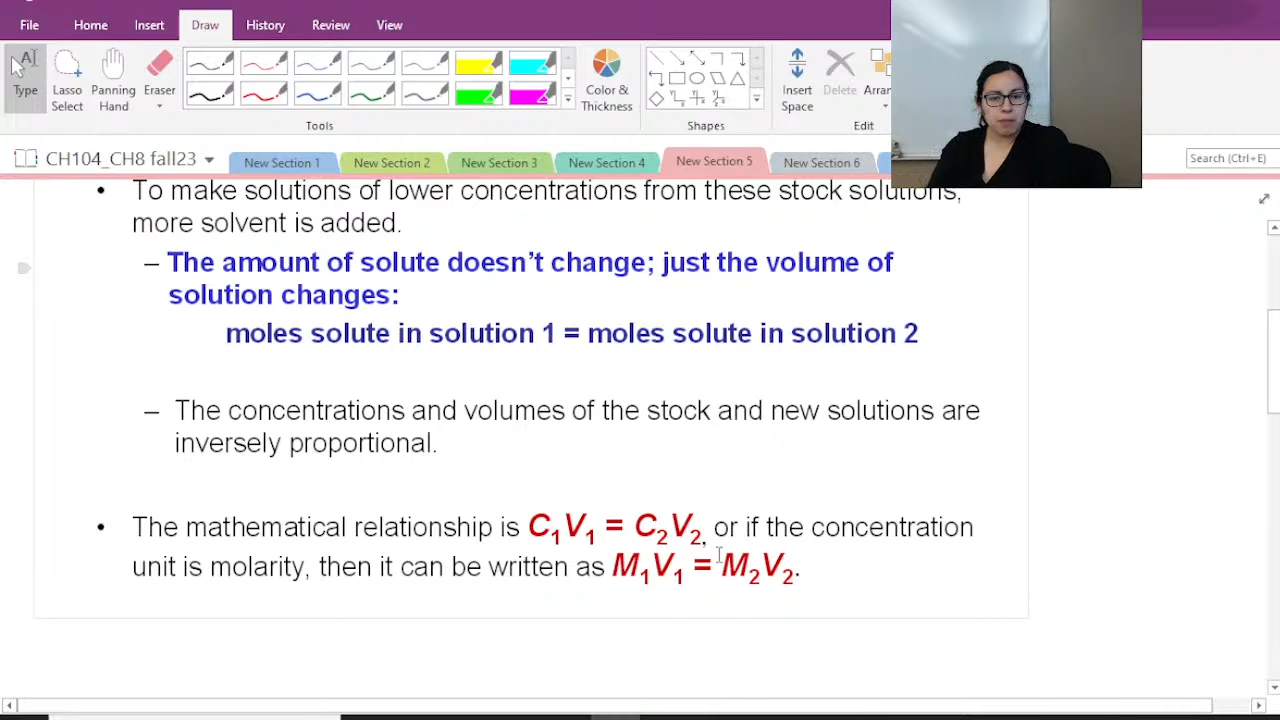 File Home Insert Draw History Review View
Type Lasso Select Panning Hand Eraser Color & Thickness Insert Space Delete
Tools Shapes Edit
CH104_CH8 fall23 New Section 1 New Section 2 New Section 3 New Section 4 New Section 5 New Section 6 Search (Ctrl+E)
• To make solutions of lower concentrations from these stock solutions,
more solvent is added.
– The amount of solute doesn't change; just the volume of
solution changes:
moles solute in solution 1 = moles solute in solution 2
– The concentrations and volumes of the stock and new solutions are
inversely proportional.
• The mathematical relationship is C₁V₁ = C₂V₂, or if the concentration
unit is molarity, then it can be written as M₁V₁ = M₂V₂.